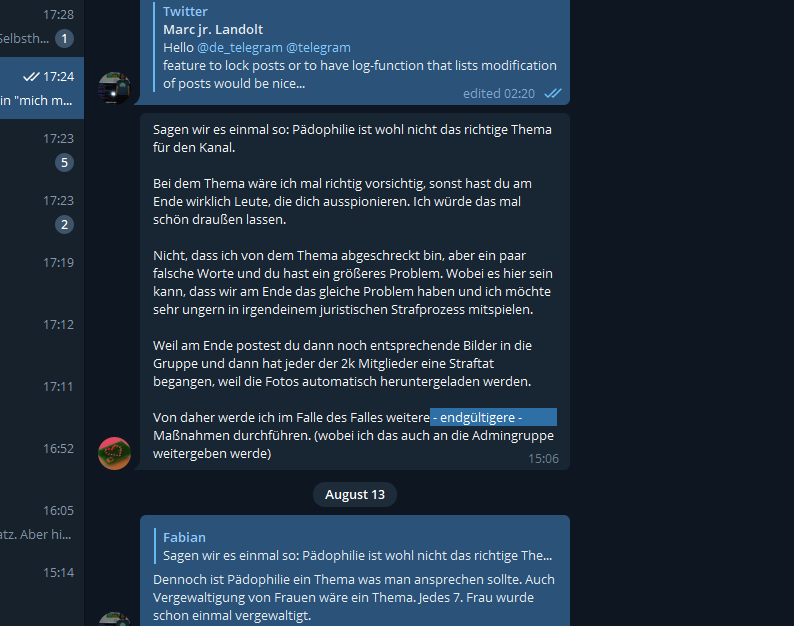 17:28
Selbsth... 1
17:24
in "mich m...
17:23
5
17:23
2
17:19
17:12
17:11
16:52
16:05
atz. Aber hi...
15:14
Twitter
Marc jr. Landolt
Hello @de_telegram @telegram
feature to lock posts or to have log-function that lists modification
of posts would be nice...
edited 02:20
Sagen wir es einmal so: Pädophilie ist wohl nicht das richtige Thema
für den Kanal.
Bei dem Thema wäre ich mal richtig vorsichtig, sonst hast du am
Ende wirklich Leute, die dich ausspionieren. Ich würde das mal
schön draußen lassen.
Nicht, dass ich von dem Thema abgeschreckt bin, aber ein paar
falsche Worte und du hast ein größeres Problem. Wobei es hier sein
kann, dass wir am Ende das gleiche Problem haben und ich möchte
sehr ungern in irgendeinem juristischen Strafprozess mitspielen.
Weil am Ende postest du dann noch entsprechende Bilder in die
Gruppe und dann hat jeder der 2k Mitglieder eine Straftat
begangen, weil die Fotos automatisch heruntergeladen werden.
Von daher werde ich im Falle des Falles weitere - endgültigere -
Maßnahmen durchführen. (wobei ich das auch an die Admingruppe
weitergeben werde)
15:06
August 13
Fabian
Sagen wir es einmal so: Pädophilie ist wohl nicht das richtige The...
Dennoch ist Pädophilie ein Thema was man ansprechen sollte. Auch
Vergewaltigung von Frauen wäre ein Thema. Jedes 7. Frau wurde
schon einmal vergewaltigt.